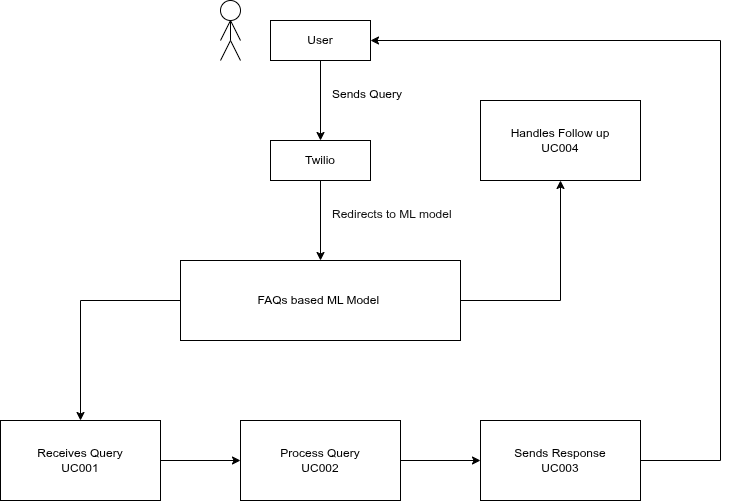 User
Sends Query
Handles Follow up
UC004
Twilio
Redirects to ML model
FAQs based ML Model
Receives Query
UC001
Process Query
UC002
Sends Response
UC003